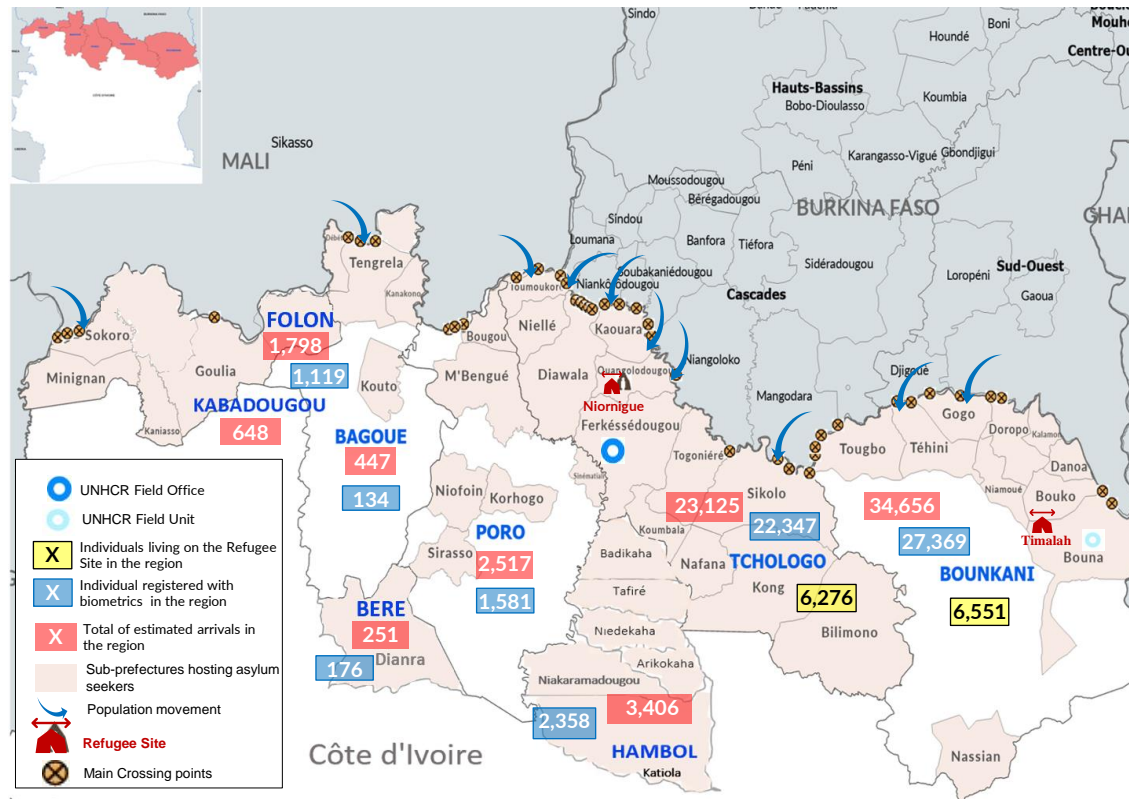 Sindo
Houndé
Boni
Mouh
Centre-Ou
Hauts-Bassins
Bobo-Dioulasso
Koumbia
CÔTE D'IVOIRE
Sikasso
MALI
Péni
Karangasso-Vigué
Gbondjigui
Moussodougou
Bérégadougou
BURKINA FASO
GHA
Sindou
Loumana
Banfora
Tiéfora
Sidéradougou
Soubakaniédougou
Niankorodougou
Loropéni
Sud-Ouest
Gaoua
Cascades
Tengrela
Kanakono
Toumoukoro
FOLON
1,798
1,119
Sokoro
Minignan
Goulia
Kaniasso
KABADOUGOU
648
Kouto
BAGOUE
447
134
Bougou
M'Bengué
Niellé
Diawala
Kaouara
Ouangolodougou
Niangoloko
Niornigue
Ferkéssédougou
Mangodara
Djigoué
Gogo
Tougbo
Téhini
Doropo
Kalamon
Danoa
Niamoué
Bouko
Timalah
Bouna
Togoniéré
Sinématiali
Sikolo
23,125
22,347
TCHOLOGO
Koumbala
Nafana
Kong
6,276
Bilimono
34,656
27,369
BOUNKANI
6,551
Niofoin
Korhogo
PORO
Sirasso
2,517
1,581
BERE
251
Dianra
176
Badikaha
Tafiré
Niedekaha
Arikokaha
Niakaramadougou
3,406
2,358
HAMBOL
Katiola
Nassian
Côte d'Ivoire
UNHCR Field Office
UNHCR Field Unit
X
Individuals living on the Refugee
Site in the region
X
Individual registered with
biometrics in the region
X
Total of estimated arrivals in
the region
Sub-prefectures hosting asylum
seekers
Population movement
Refugee Site
Main Crossing points